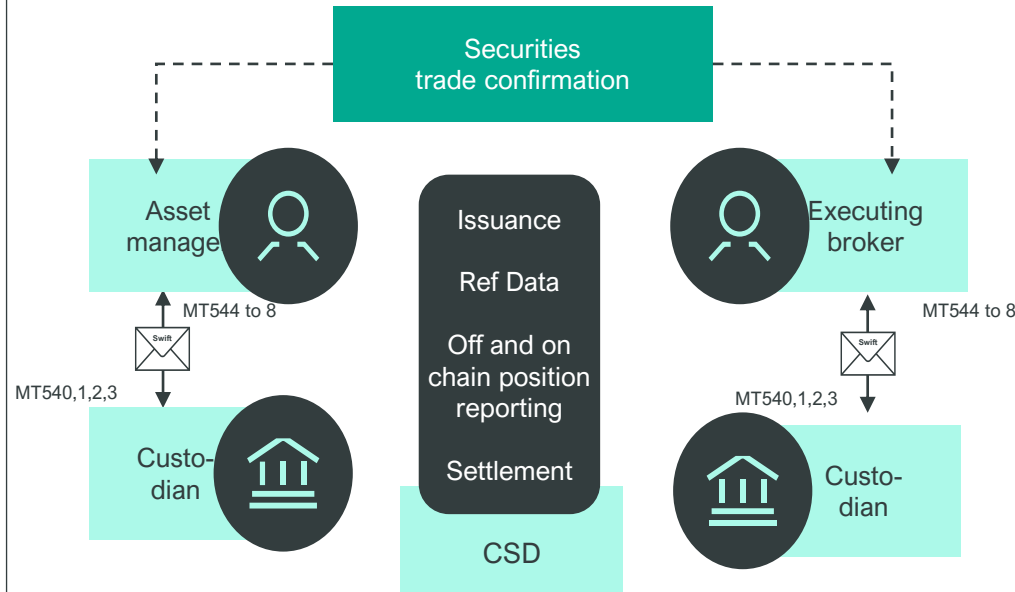 Securities
trade confirmation
Asset
manage
Executing
broker
Issuance
Ref Data
Off and on
chain position
reporting
Settlement
CSD
MT544 to 8
Swift
MT540,1,2,3
Custo-
dian
MT544 to 8
Swift
MT540,1,2,3
Custo-
dian